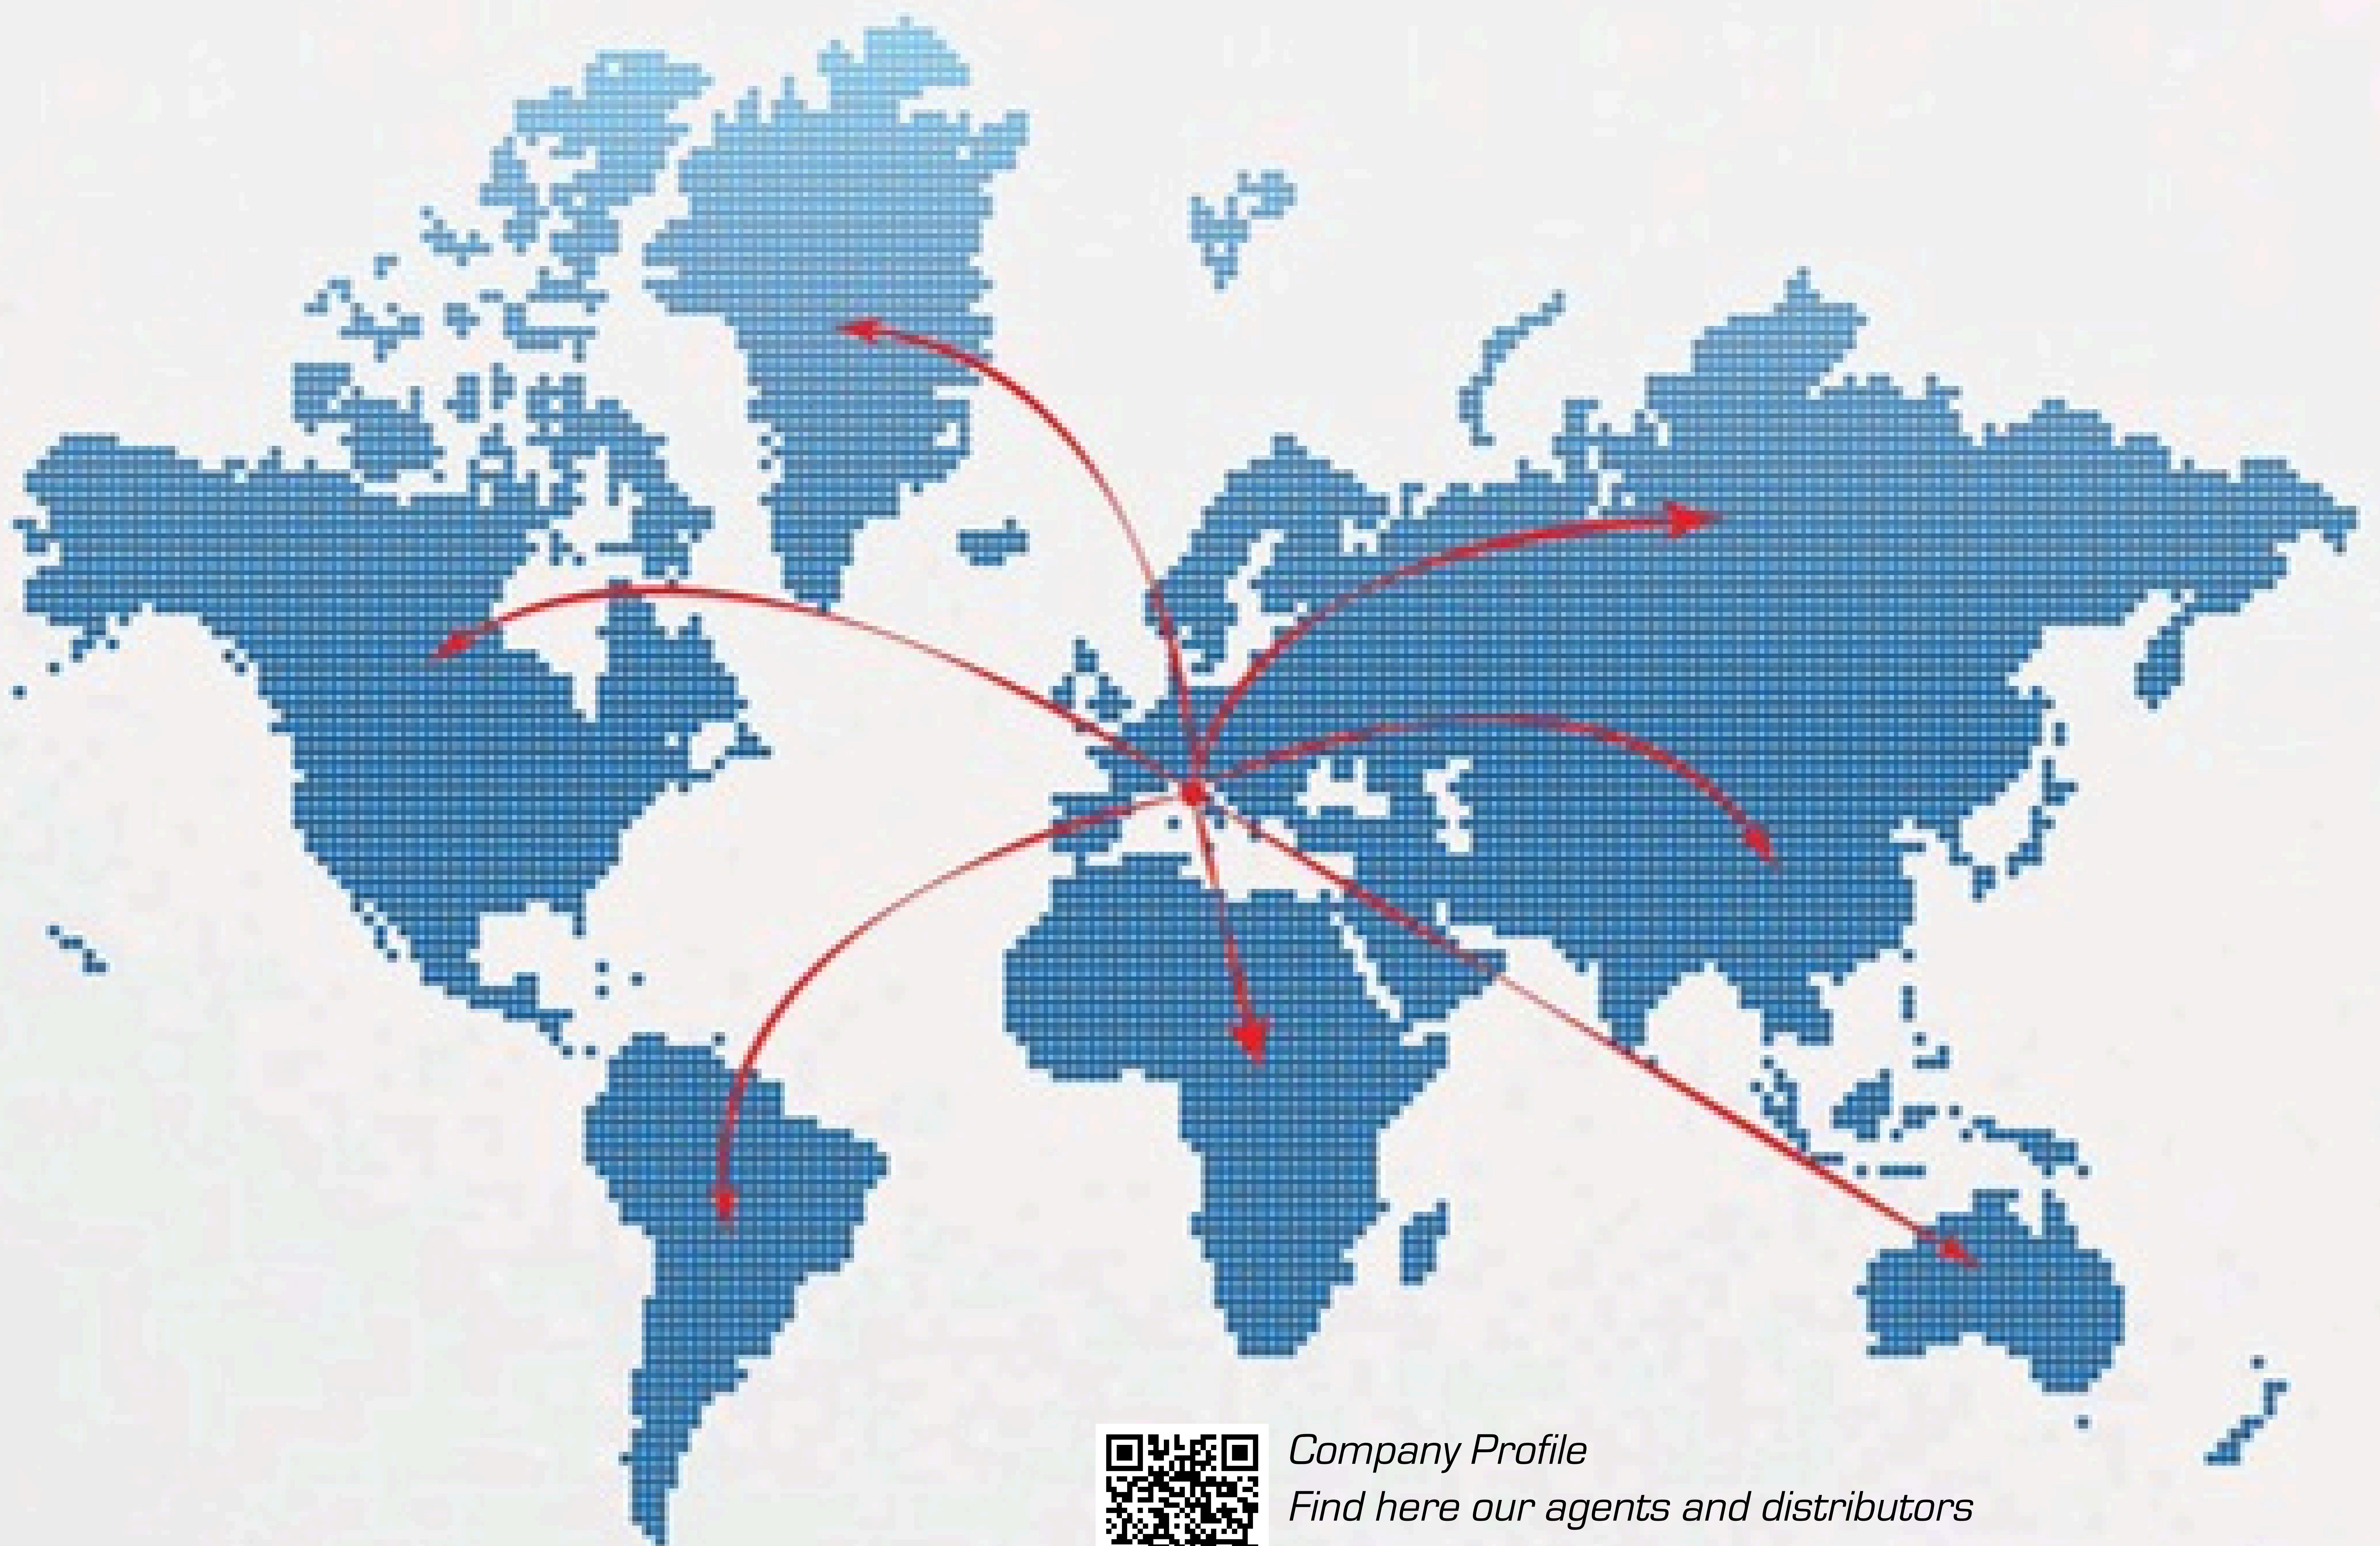 Company Profile
Find here our agents and distributors